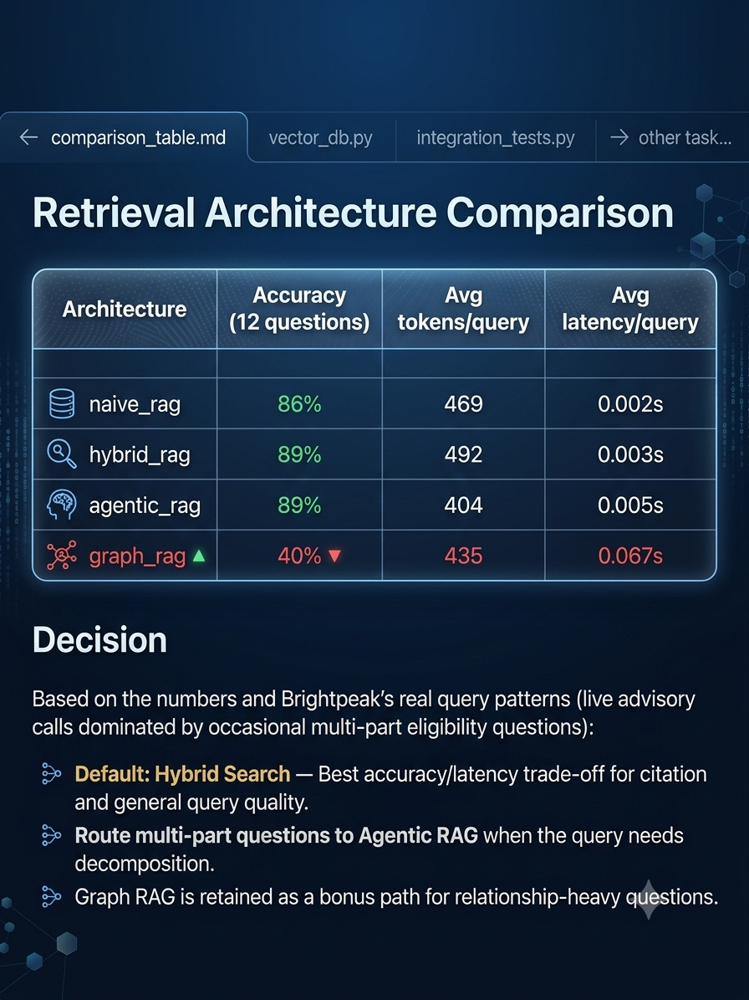 ← comparison_table.md vector_db.py integration_tests.py → other task...
Retrieval Architecture Comparison
Architecture Accuracy (12 questions) Avg tokens/query Avg latency/query
naive_rag 86% 469 0.002s
hybrid_rag 89% 492 0.003s
agentic_rag 89% 404 0.005s
graph_rag ▲ 40% ▼ 435 0.067s
Decision
Based on the numbers and Brightpeak’s real query patterns (live advisory
calls dominated by occasional multi-part eligibility questions):
Default: Hybrid Search — Best accuracy/latency trade-off for citation
and general query quality.
Route multi-part questions to Agentic RAG when the query needs
decomposition.
Graph RAG is retained as a bonus path for relationship-heavy questions.